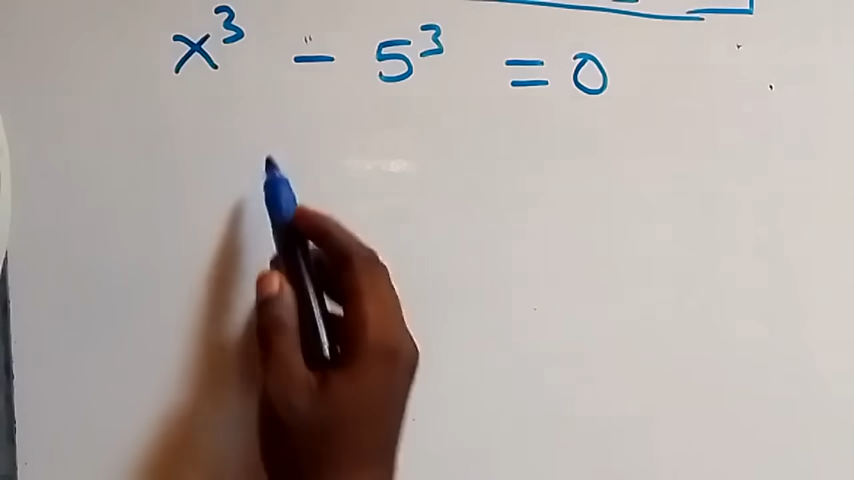 x³ - 5³ = 0